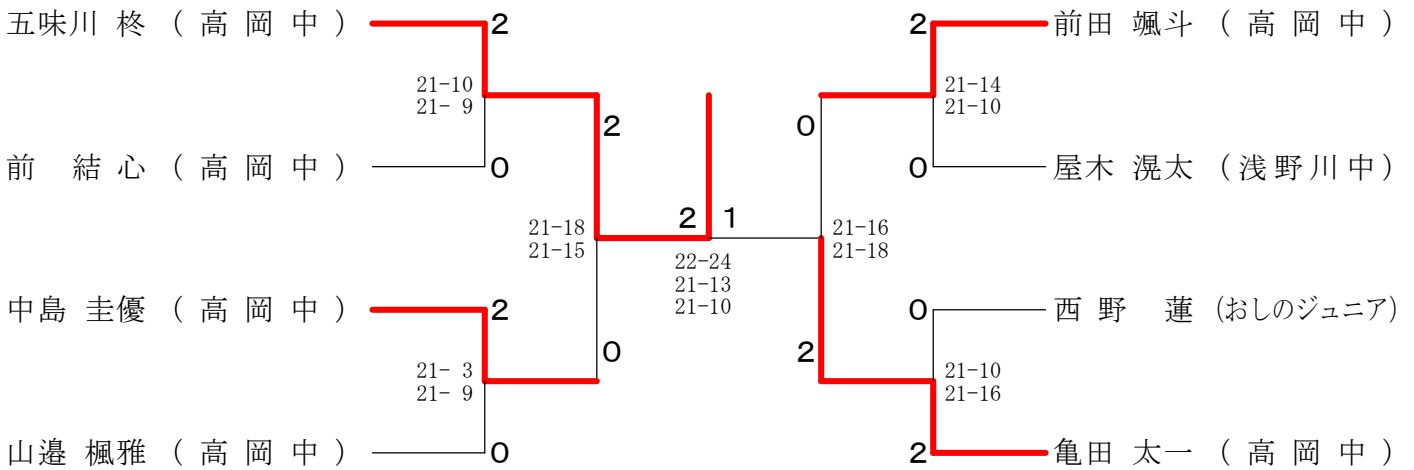 五味川 柊 ( 高 岡 中 ) 2 2 前田 颯斗 ( 高 岡 中 )
21-10 21-14
21- 9 21-10
2 0
前 結 心 ( 高 岡 中 ) 0 0 屋木 滉太 ( 浅 野 川 中 )
21-18 2 1 21-16
21-15 21-18
22-24
21-13
21-10
中島 圭優 ( 高 岡 中 ) 2 0 西 野 蓮 (おしのジュニア)
0 2
21- 3 21-10
21- 9 21-16
山邉 楓雅 ( 高 岡 中 ) 0 2 亀田 太一 ( 高 岡 中 )